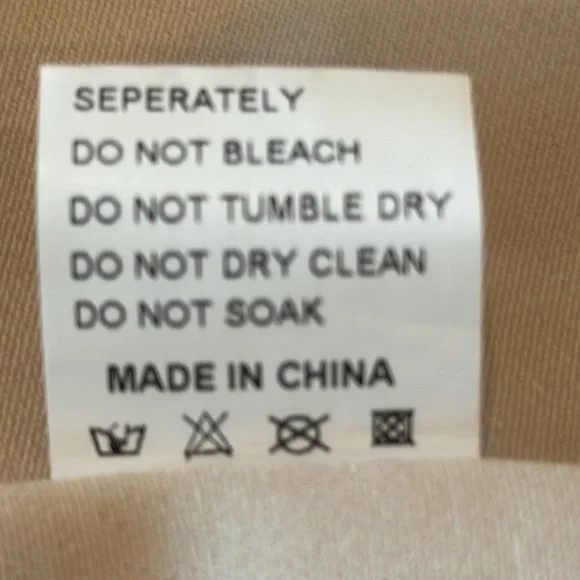 SEPERATELY
DO NOT BLEACH
DO NOT TUMBLE DRY
DO NOT DRY CLEAN
DO NOT SOAK
MADE IN CHINA